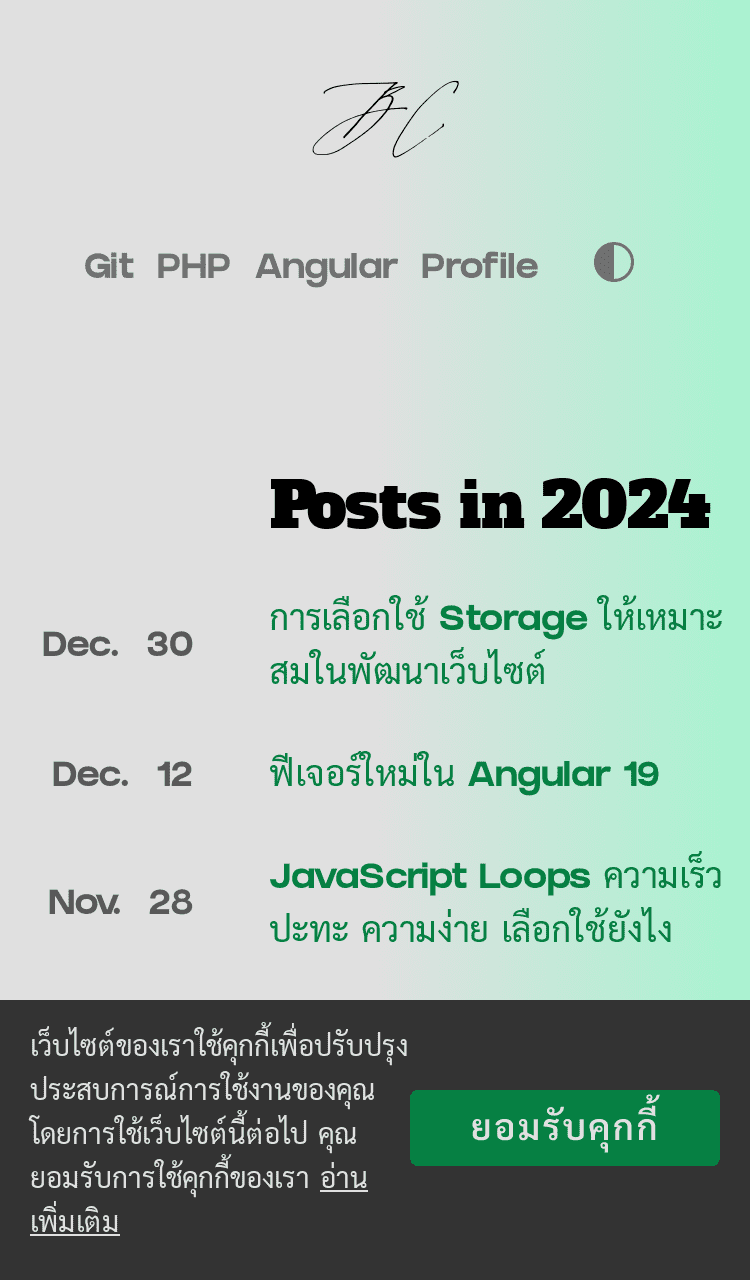 JBC
Git PHP Angular Profile
Posts in 2024
Dec. 30
การเลือกใช้ Storage ให้เหมาะ
สมในพัฒนาเว็บไซต์
Dec. 12
ฟีเจอร์ใหม่ใน Angular 19
Nov. 28
JavaScript Loops ความเร็ว
ปะทะ ความง่าย เลือกใช้ยังไง
เว็บไซต์ของเราใช้คุกกี้เพื่อปรับปรุง
ประสบการณ์การใช้งานของคุณ
โดยการใช้เว็บไซต์นี้ต่อไป คุณ
ยอมรับการใช้คุกกี้ของเรา อ่าน
เพิ่มเติม
ยอมรับคุกกี้